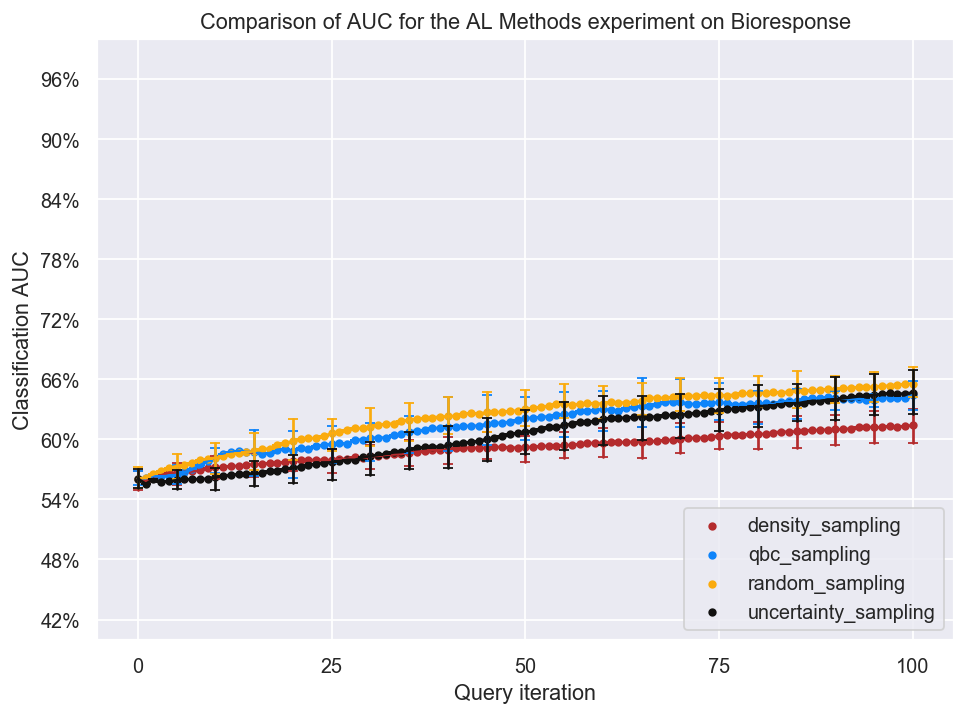 Comparison of AUC for the AL Methods experiment on Bioresponse
Classification AUC
96%
90%
84%
78%
72%
66%
60%
54%
48%
42%
density_sampling
qbc_sampling
random_sampling
uncertainty_sampling
0
25
50
75
100
Query iteration